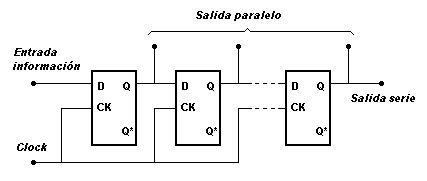 Salida paralelo
Entrada
información
D Q D Q D Q
CK CK CK
Salida serie
Q* Q* Q*
Clock